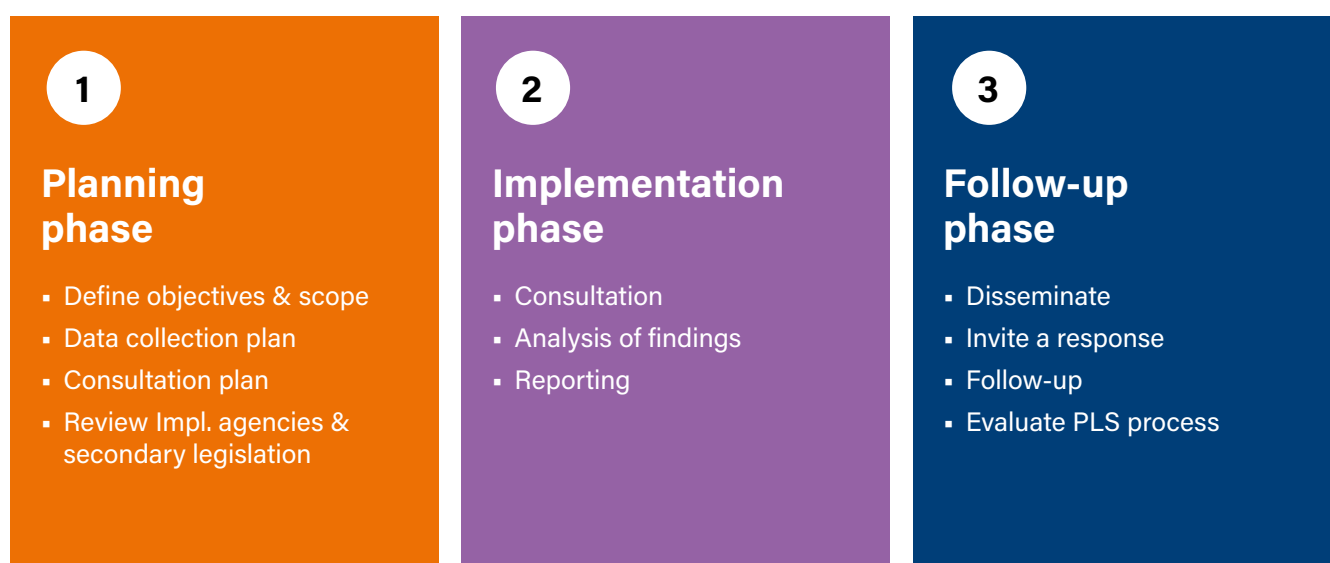 1
Planning
phase
▪ Define objectives & scope
▪ Data collection plan
▪ Consultation plan
▪ Review Impl. agencies &
secondary legislation
2
Implementation
phase
▪ Consultation
▪ Analysis of findings
▪ Reporting
3
Follow-up
phase
▪ Disseminate
▪ Invite a response
▪ Follow-up
▪ Evaluate PLS process